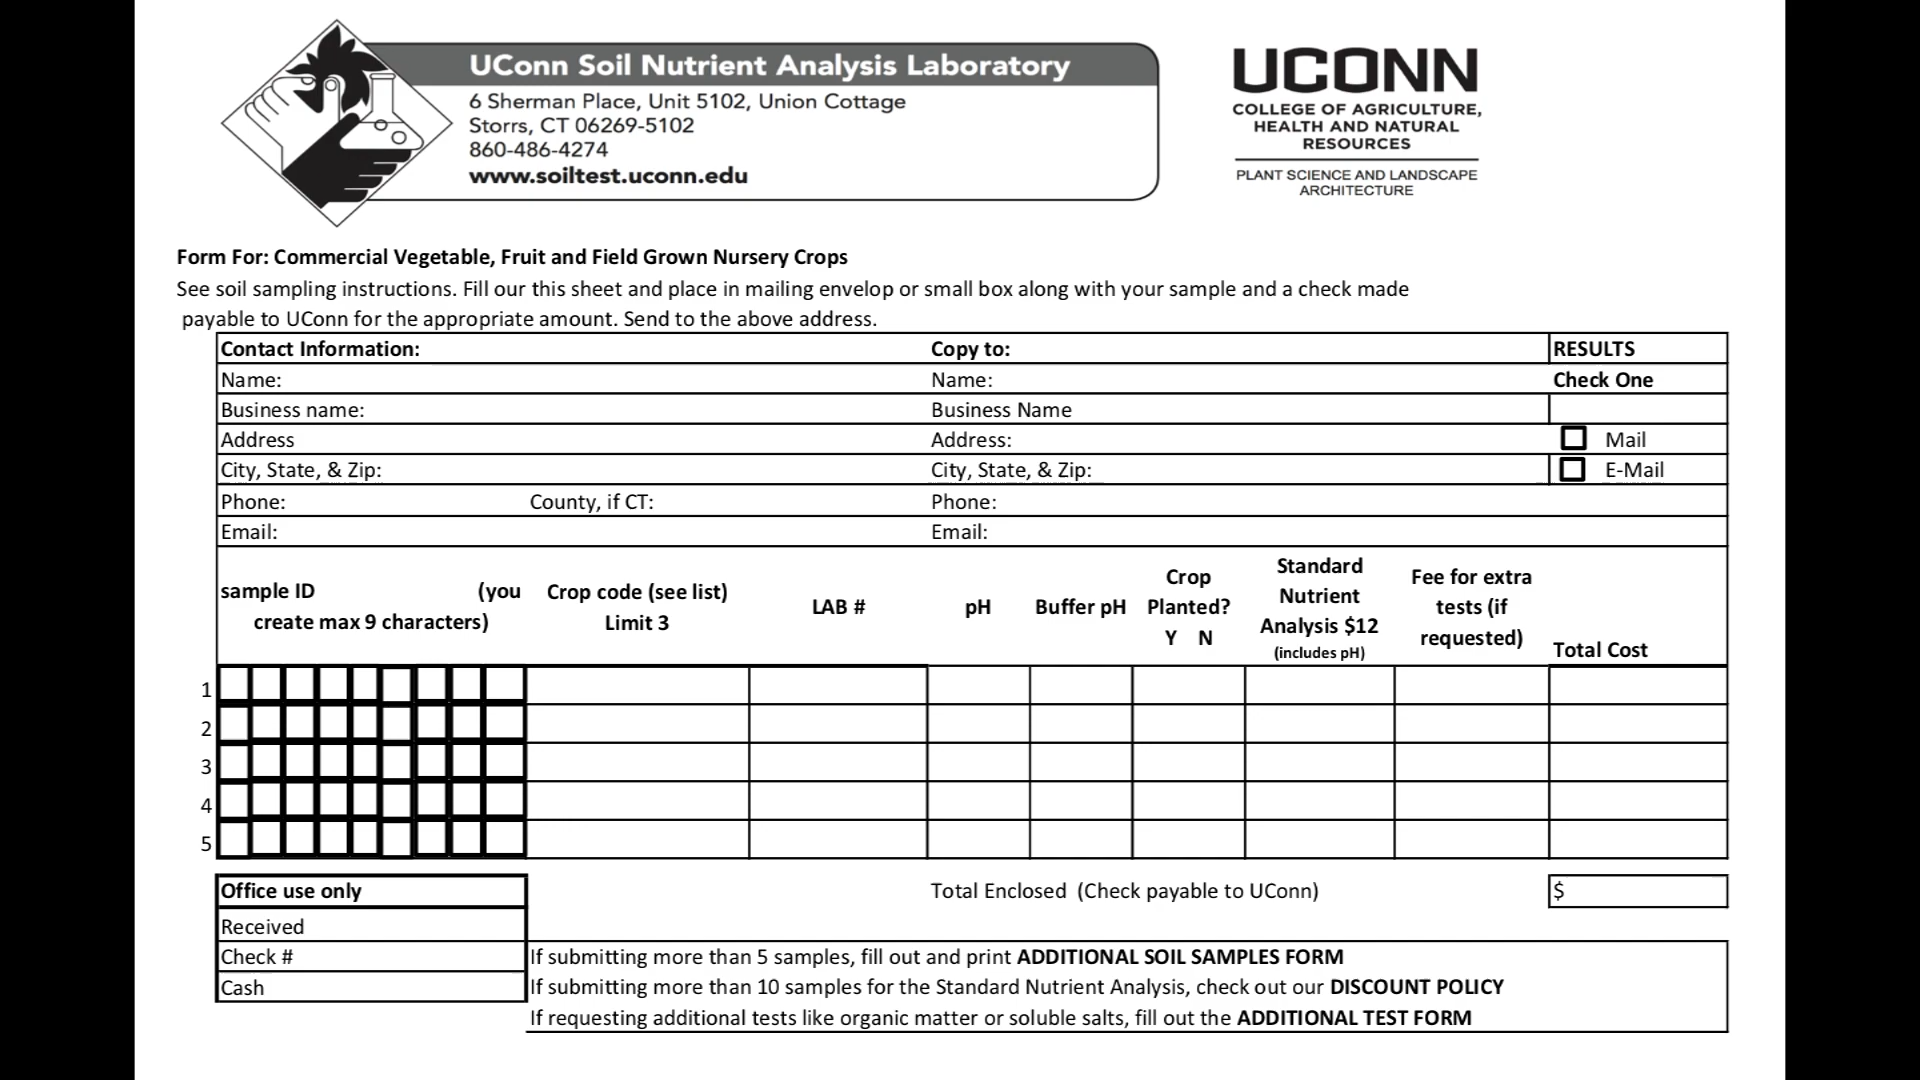 UConn Soil Nutrient Analysis Laboratory
6 Sherman Place, Unit 5102, Union Cottage
Storrs, CT 06269-5102
860-486-4274
www.soiltest.uconn.edu
UCONN
COLLEGE OF AGRICULTURE,
HEALTH AND NATURAL
RESOURCES
PLANT SCIENCE AND LANDSCAPE
ARCHITECTURE
Form For: Commercial Vegetable, Fruit and Field Grown Nursery Crops
See soil sampling instructions. Fill our this sheet and place in mailing envelop or small box along with your sample and a check made
payable to UConn for the appropriate amount. Send to the above address.
Contact Information: Copy to: RESULTS
Name: Name: Check One
Business name: Business Name
Address Address: Mail
City, State, & Zip: City, State, & Zip: E-Mail
Phone: County, if CT: Phone:
Email: Email:
sample ID (you
create max 9 characters)
Crop code (see list)
Limit 3
LAB #
pH
Buffer pH
Crop
Planted?
Y N
Standard
Nutrient
Analysis $12
(includes pH)
Fee for extra
tests (if
requested)
Total Cost
1
2
3
4
5
Office use only
Total Enclosed (Check payable to UConn) $
Received
Check #
Cash
If submitting more than 5 samples, fill out and print ADDITIONAL SOIL SAMPLES FORM
If submitting more than 10 samples for the Standard Nutrient Analysis, check out our DISCOUNT POLICY
If requesting additional tests like organic matter or soluble salts, fill out the ADDITIONAL TEST FORM